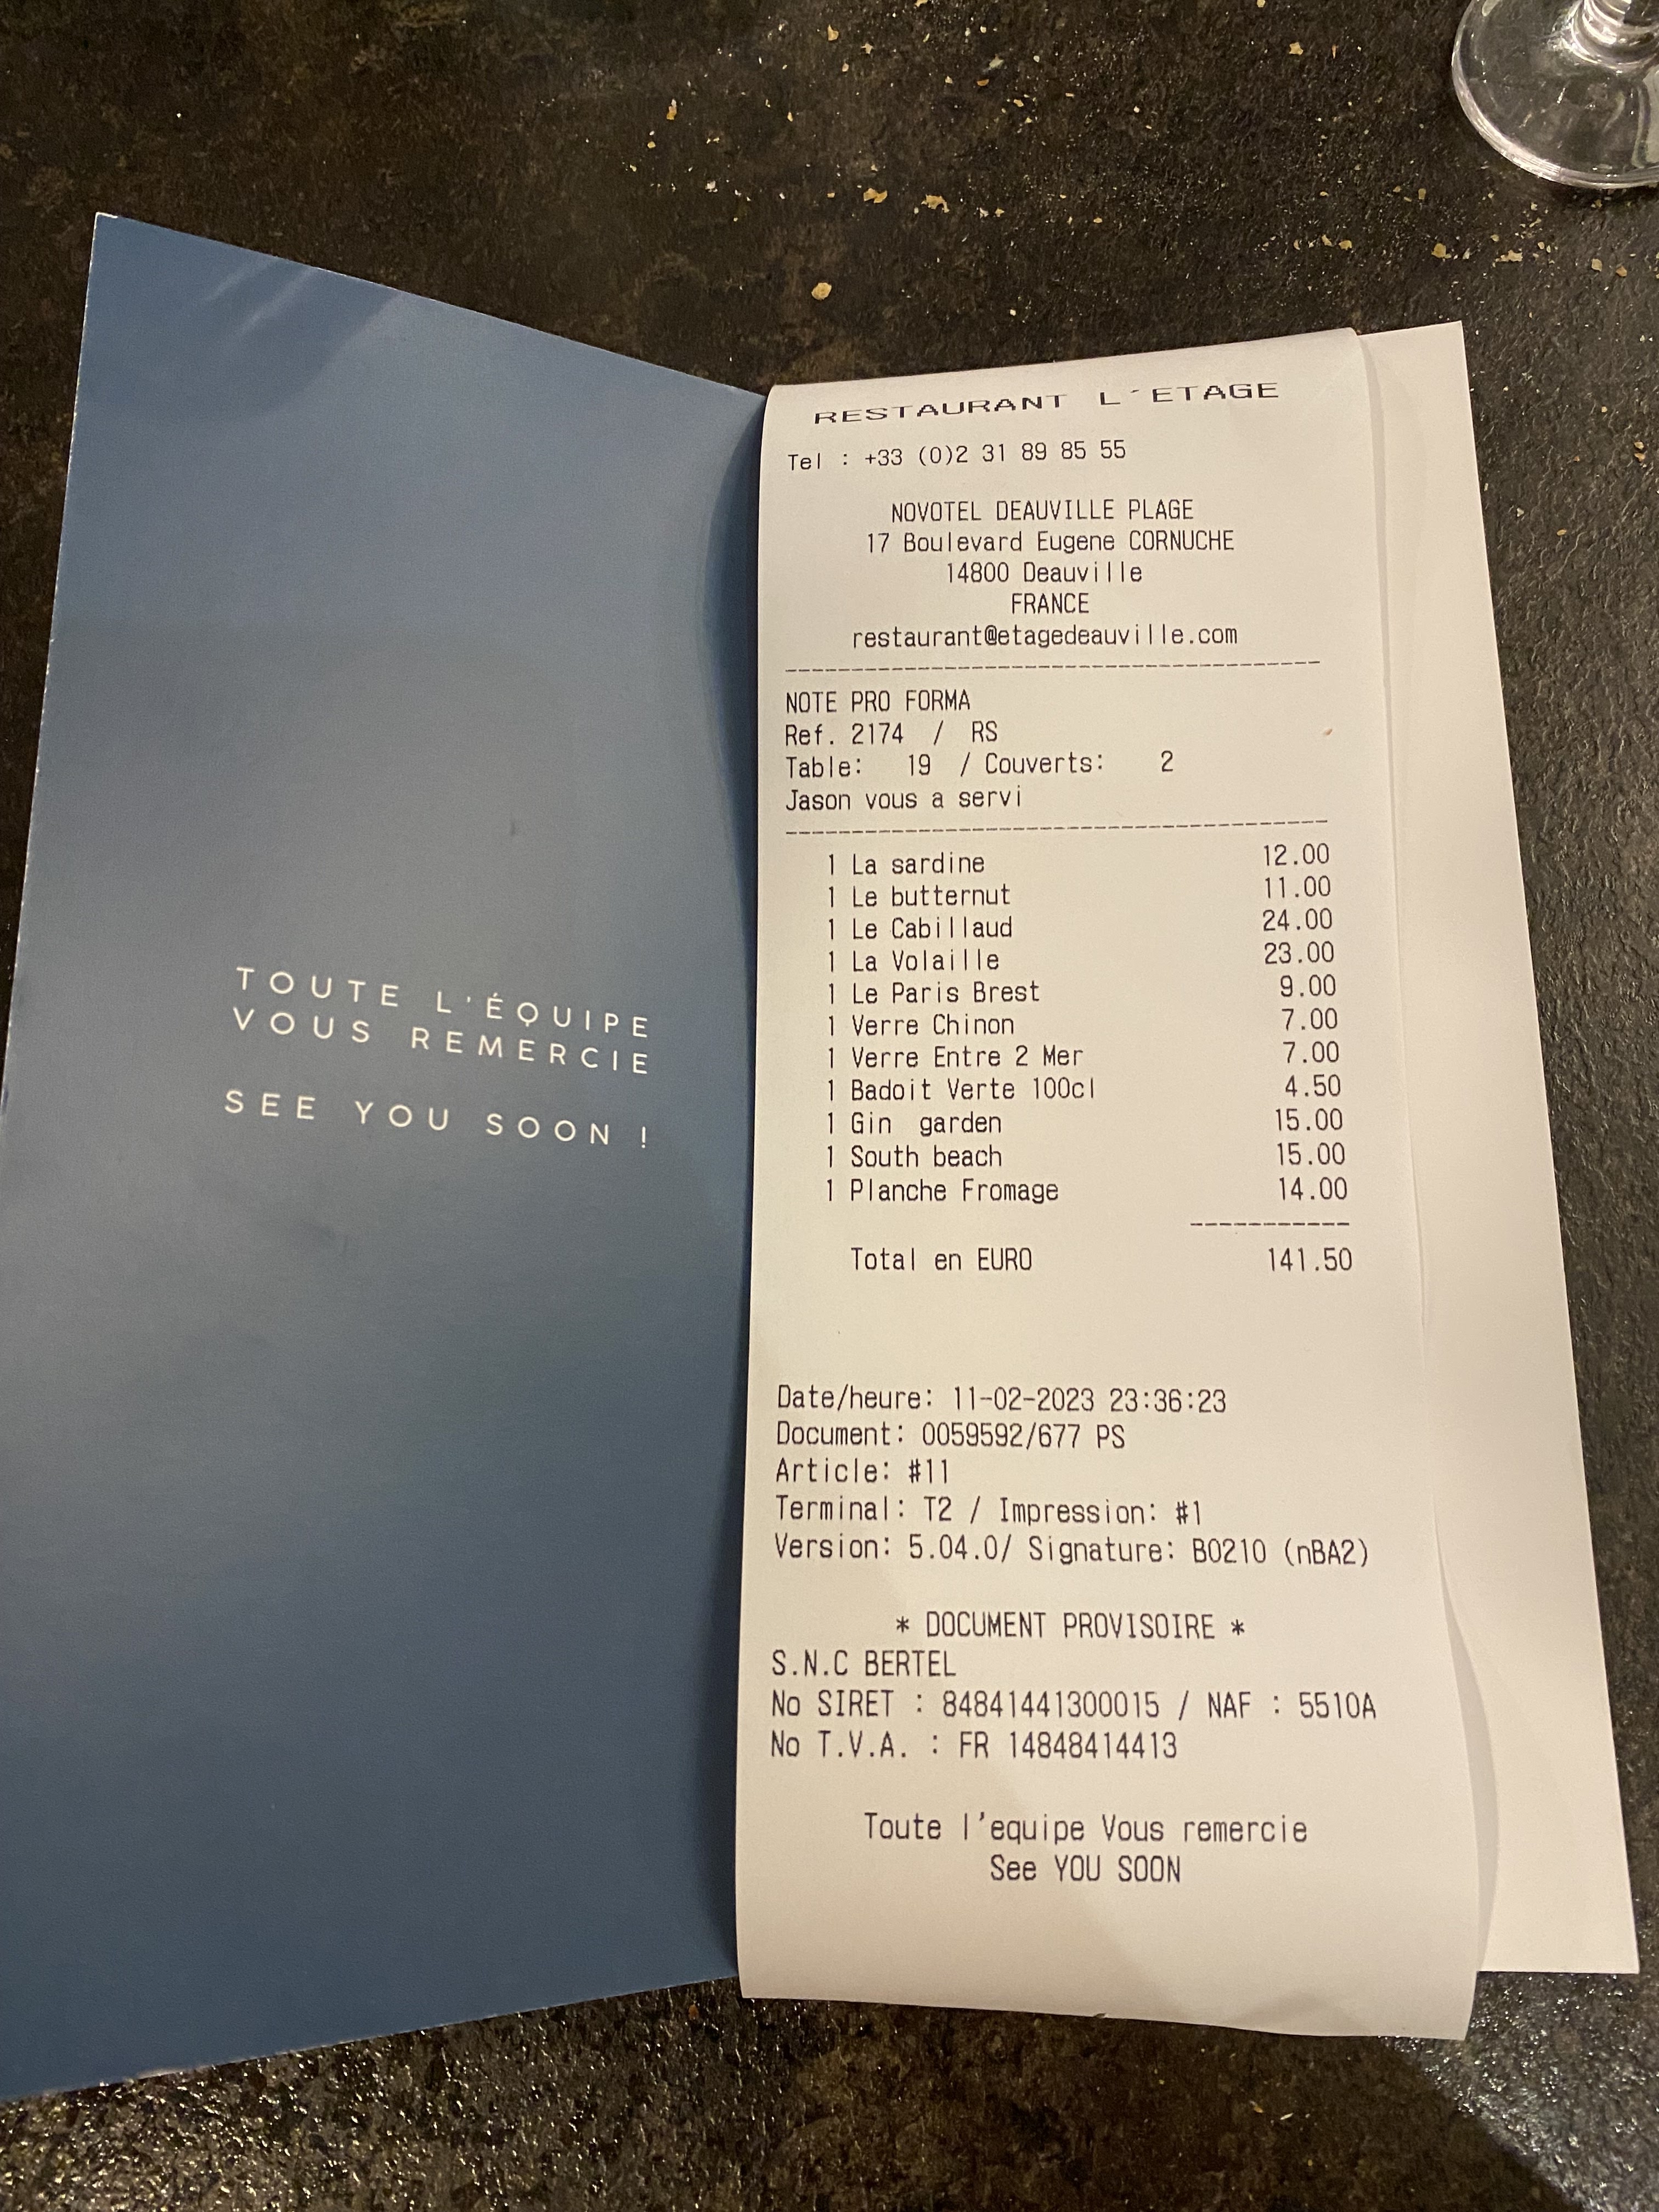 TOUTE L'ÉQUIPE
VOUS REMERCIE
SEE YOU SOON !
RESTAURANT L´ETAGE
Tel : +33 (0)2 31 89 85 55
NOVOTEL DEAUVILLE PLAGE
17 Boulevard Eugene CORNUCHE
14800 Deauville
FRANCE
restaurant@etagedeauville.com
NOTE PRO FORMA
Ref. 2174 / RS
Table: 19 / Couverts: 2
Jason vous a servi
1 La sardine 12.00
1 Le butternut 11.00
1 Le Cabillaud 24.00
1 La Volaille 23.00
1 Le Paris Brest 9.00
1 Verre Chinon 7.00
1 Verre Entre 2 Mer 7.00
1 Badoit Verte 100cl 4.50
1 Gin garden 15.00
1 South beach 15.00
1 Planche Fromage 14.00
Total en EURO 141.50
Date/heure: 11-02-2023 23:36:23
Document: 0059592/677 PS
Article: #11
Terminal: T2 / Impression: #1
Version: 5.04.0/ Signature: B0210 (nBA2)
* DOCUMENT PROVISOIRE *
S.N.C BERTEL
No SIRET : 84841441300015 / NAF : 5510A
No T.V.A. : FR 14848414413
Toute l'equipe Vous remercie
See YOU SOON